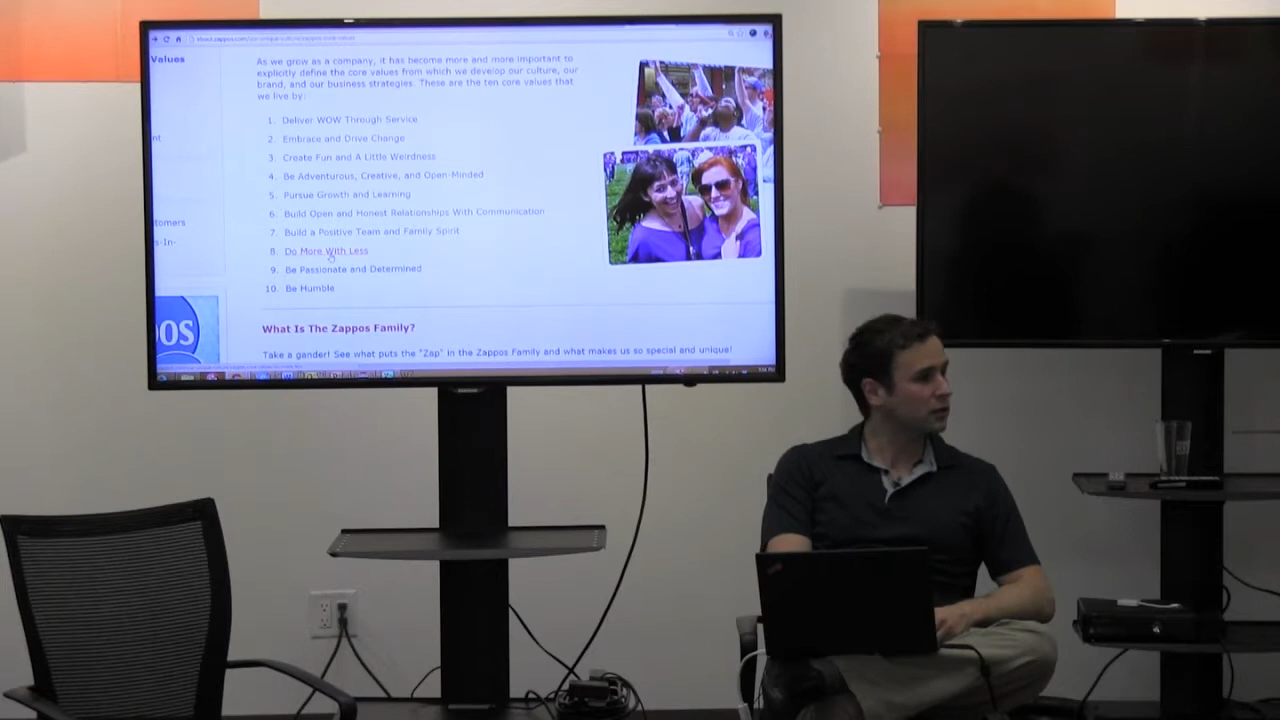 Values
As we grow as a company, it has become more and more important to
explicitly define the core values from which we develop our culture, our
brand, and our business strategies. These are the ten core values that
we live by:
1. Deliver WOW Through Service
2. Embrace and Drive Change
3. Create Fun and A Little Weirdness
4. Be Adventurous, Creative, and Open-Minded
5. Pursue Growth and Learning
6. Build Open and Honest Relationships With Communication
7. Build a Positive Team and Family Spirit
8. Do More With Less
9. Be Passionate and Determined
10. Be Humble
nt
tomers
s-In-
OS
What Is The Zappos Family?
Take a gander! See what puts the "Zap" in the Zappos Family and what makes us so special and unique!